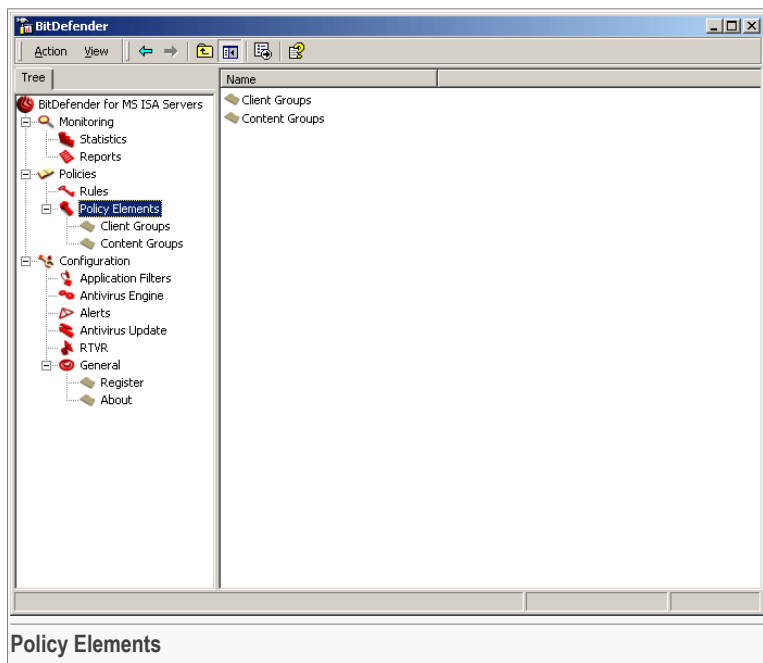 BitDefender
Action View
Tree
Name
BitDefender for MS ISA Servers
Monitoring
Statistics
Reports
Policies
Rules
Policy Elements
Client Groups
Content Groups
Configuration
Application Filters
Antivirus Engine
Alerts
Antivirus Update
RTVR
General
Register
About
Client Groups
Content Groups
Policy Elements